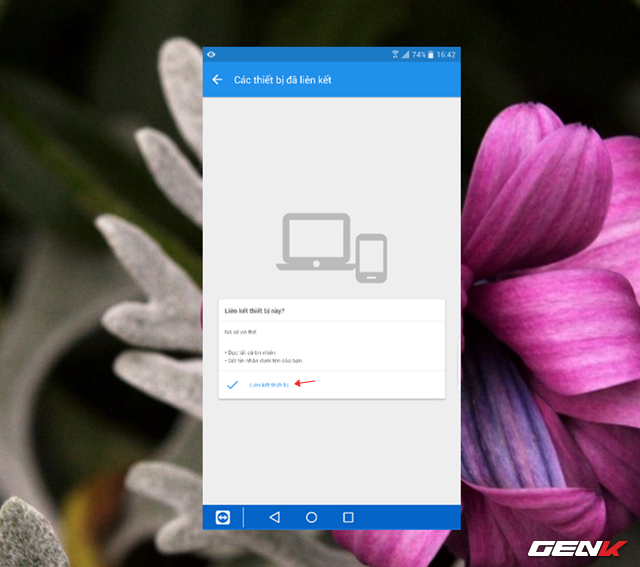 74% 16:42
Các thiết bị đã liên kết
Liên kết thiết bị này?
Nó sẽ có thể
• Đọc tất cả tin nhắn
• Gửi tin nhắn dưới tên của bạn
Liên kết thiết bị
GENK